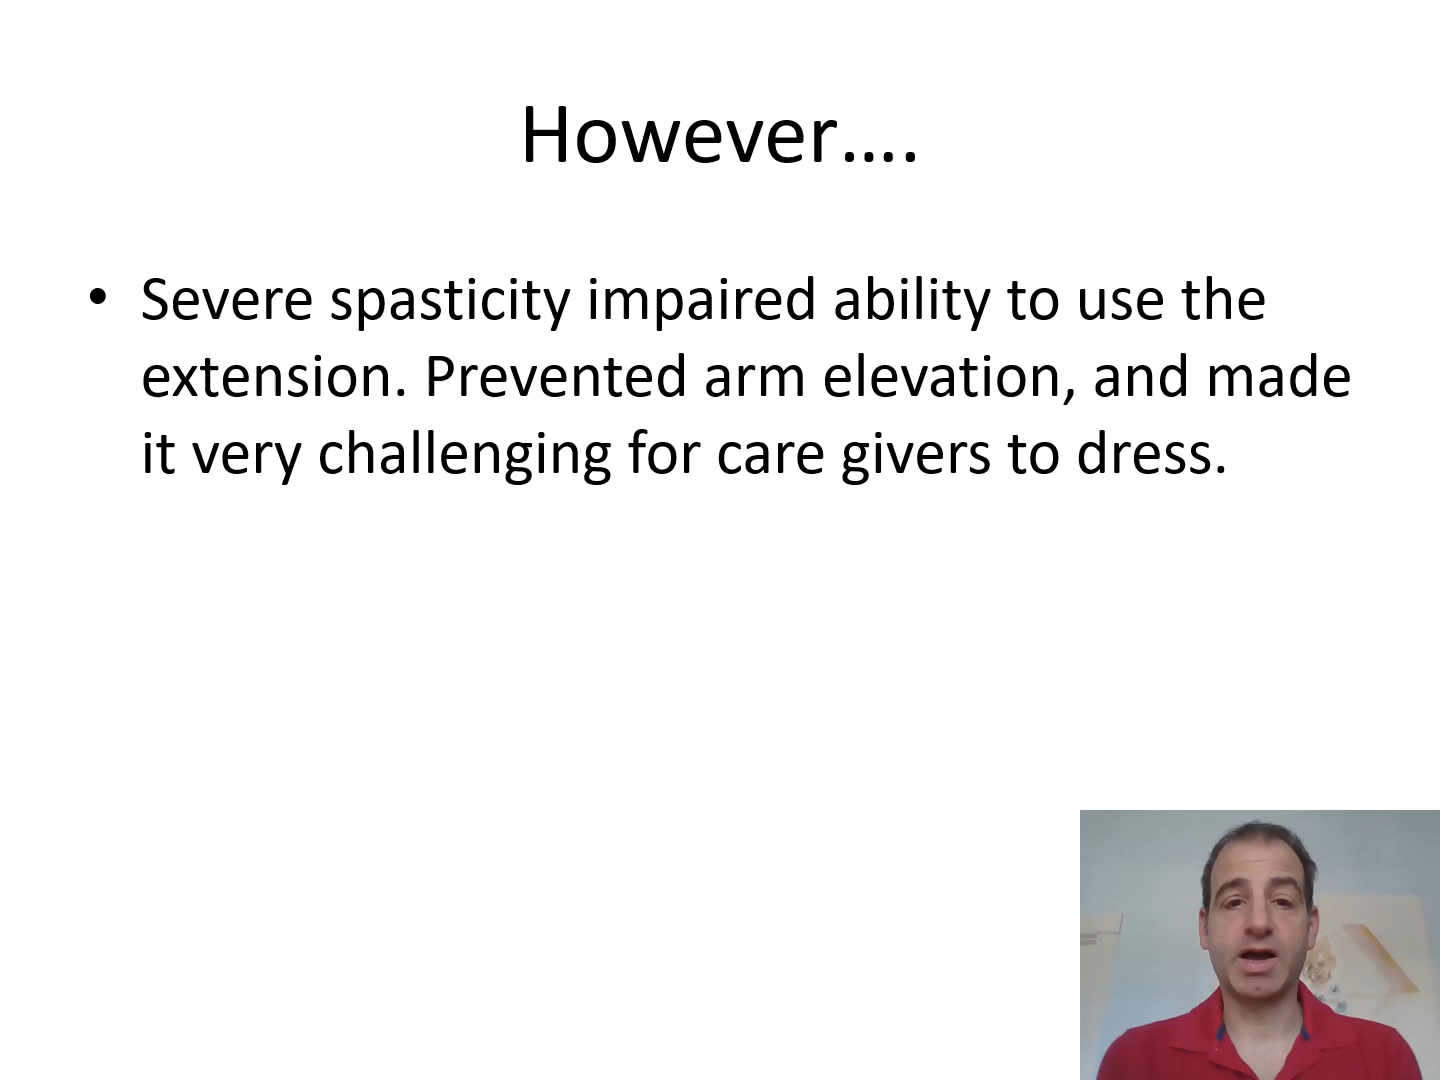 However….
• Severe spasticity impaired ability to use the
extension. Prevented arm elevation, and made
it very challenging for care givers to dress.